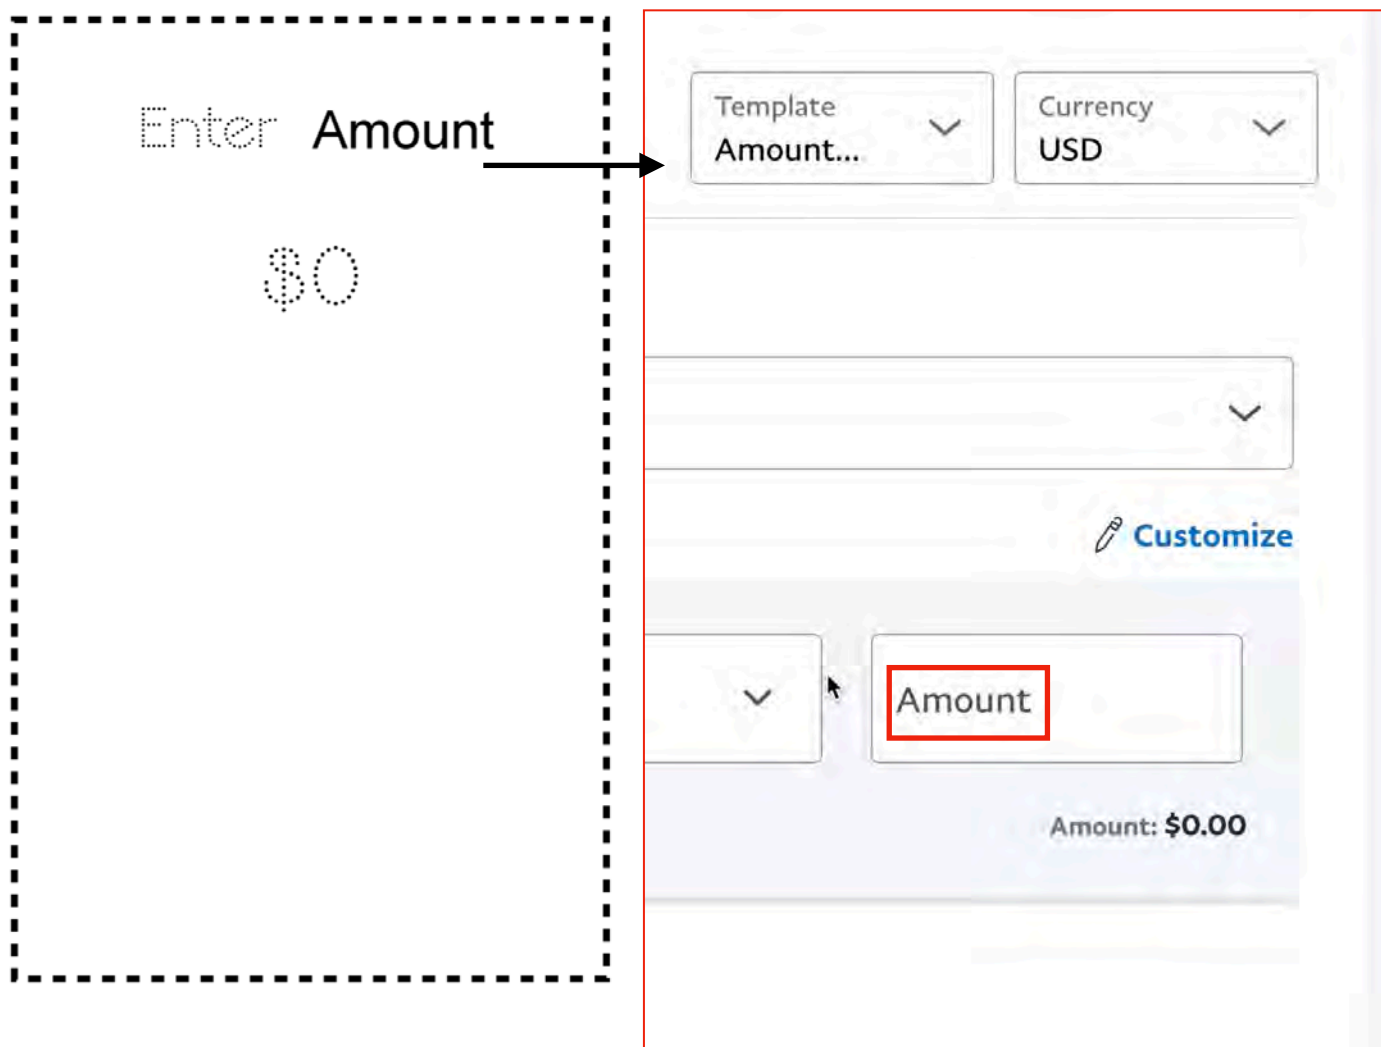 Enter Amount
$0
Template
Amount...
Currency
USD
Customize
Amount
Amount: $0.00